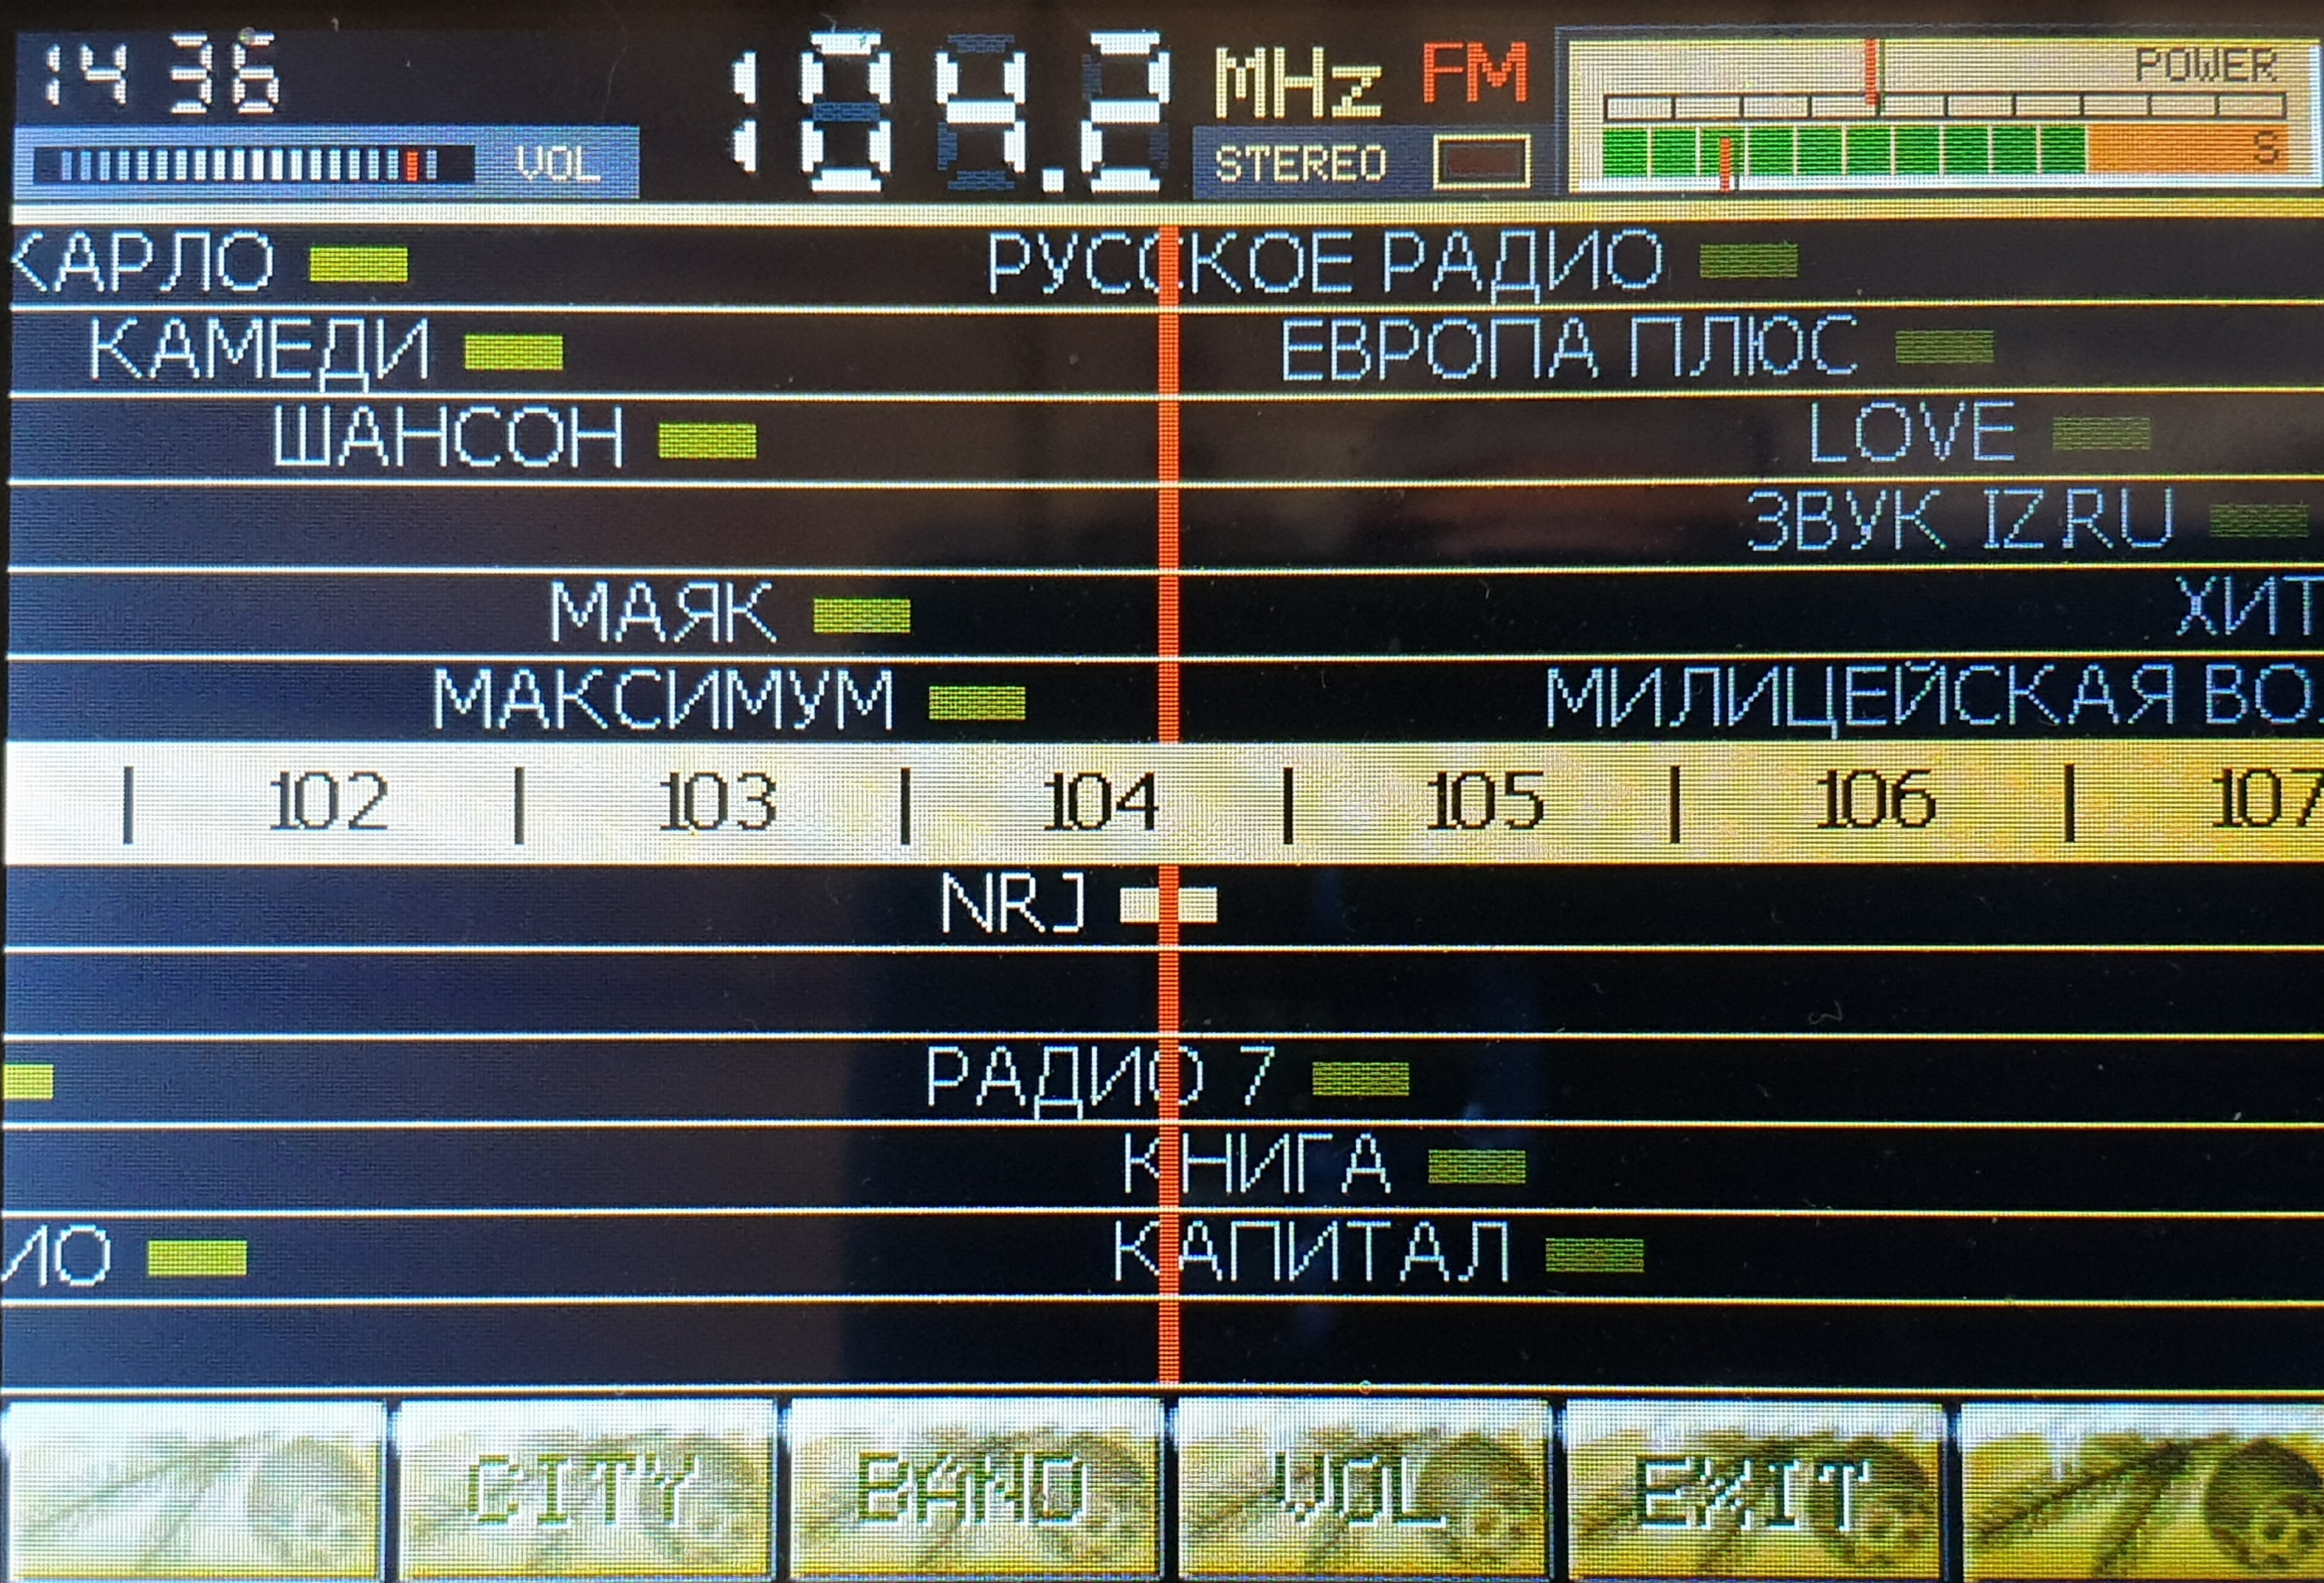 14 36 104.2 MHz FM POWER
VOL STEREO S
КАРЛО РУССКОЕ РАДИО
КАМЕДИ ЕВРОПА ПЛЮС
ШАНСОН LOVE
ЗВУК IZ RU
МАЯК ХИТ
МАКСИМУМ МИЛИЦЕЙСКАЯ ВО
102 103 104 105 106 107
NRJ
РАДИО 7
КНИГА
ИО КАПИТАЛ
CITY BAND VOL EXIT